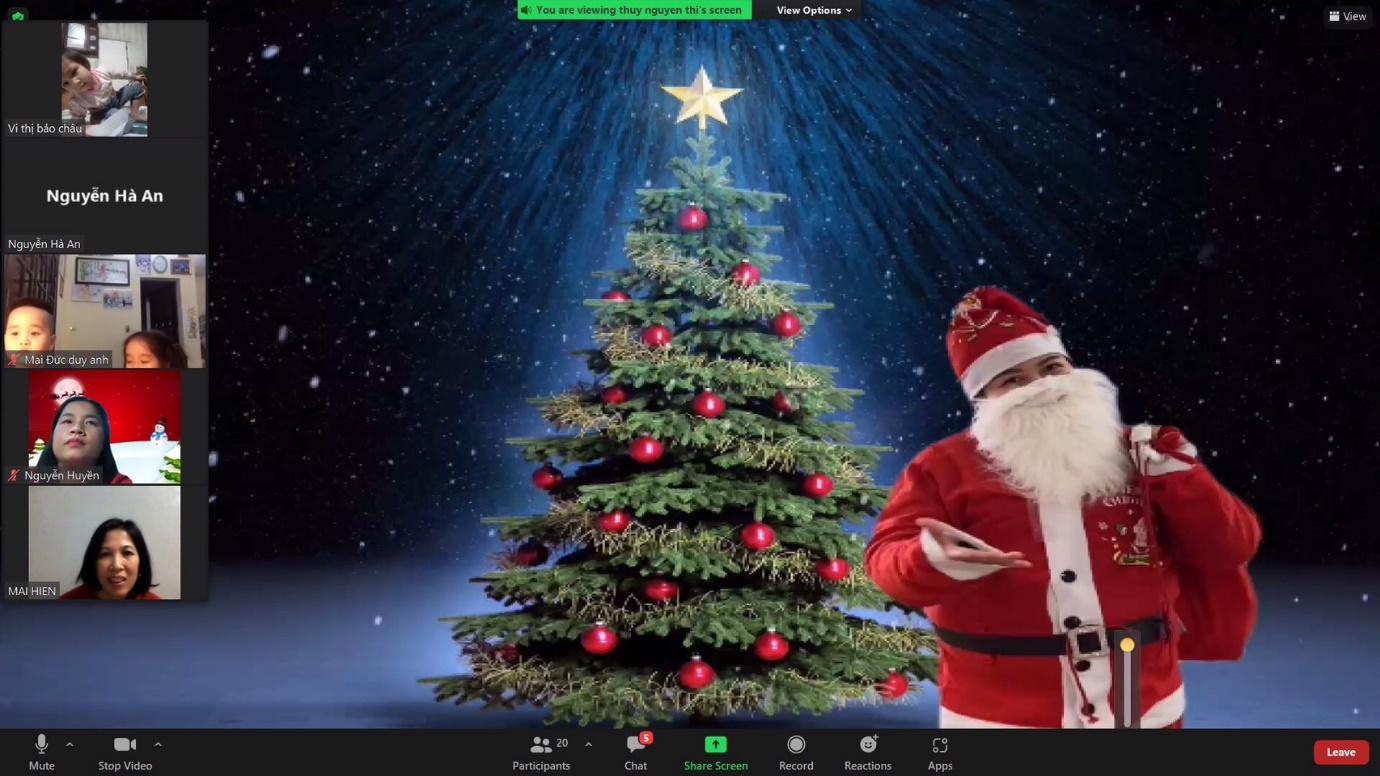 You are viewing thuy nguyen thi's screen
View Options
View
Vi thị bảo châu
Nguyễn Hà An
Nguyễn Hà An
Mai Đức duy anh
Nguyễn Huyền
MAI HIEN
Mute
Stop Video
20
Participants
5
Chat
Share Screen
Record
Reactions
Apps
Leave